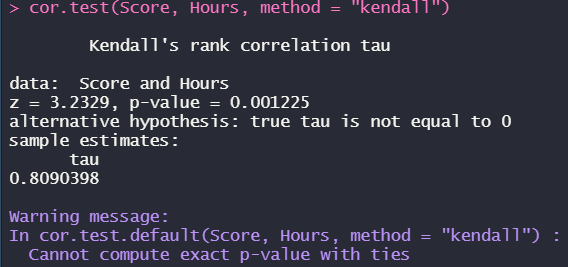 > cor.test(Score, Hours, method = "kendall")
Kendall's rank correlation tau
data:  Score and Hours
z = 3.2329, p-value = 0.001225
alternative hypothesis: true tau is not equal to 0
sample estimates:
tau
0.8090398
Warning message:
In cor.test.default(Score, Hours, method = "kendall") :
Cannot compute exact p-value with ties